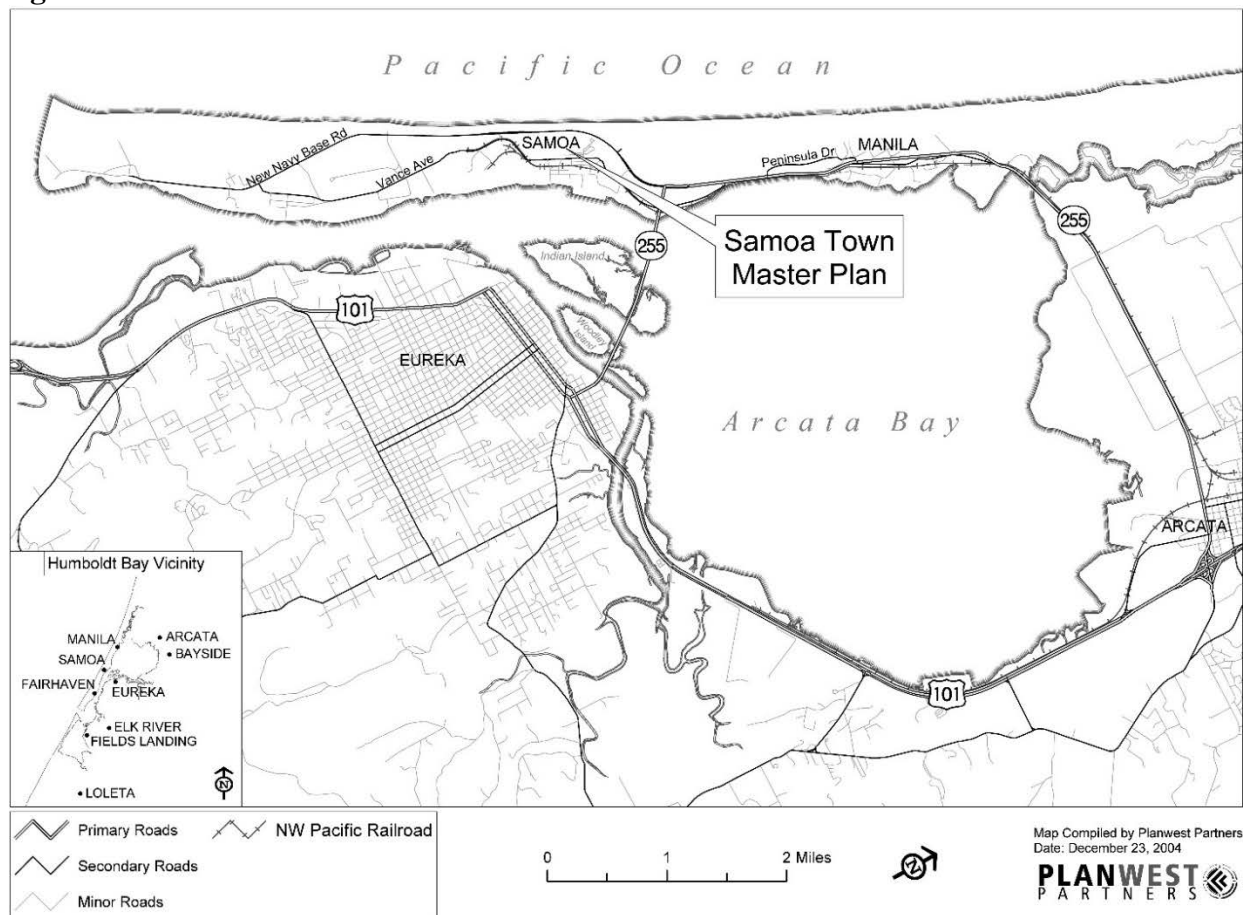 Pacific Ocean
New Navy Base Rd
Vance Ave
SAMOA
Peninsula Dr
MANILA
255
255
Samoa Town
Master Plan
Indian Island
Woodley
Island
101
EUREKA
Arcata Bay
ARCATA
101
Humboldt Bay Vicinity
MANILA
ARCATA
BAYSIDE
SAMOA
FAIRHAVEN
EUREKA
ELK RIVER
FIELDS LANDING
LOLETA
N
Primary Roads
NW Pacific Railroad
Secondary Roads
Minor Roads
0 1 2 Miles
N
Map Compiled by Planwest Partners
Date: December 23, 2004
PLANWEST
PARTNERS